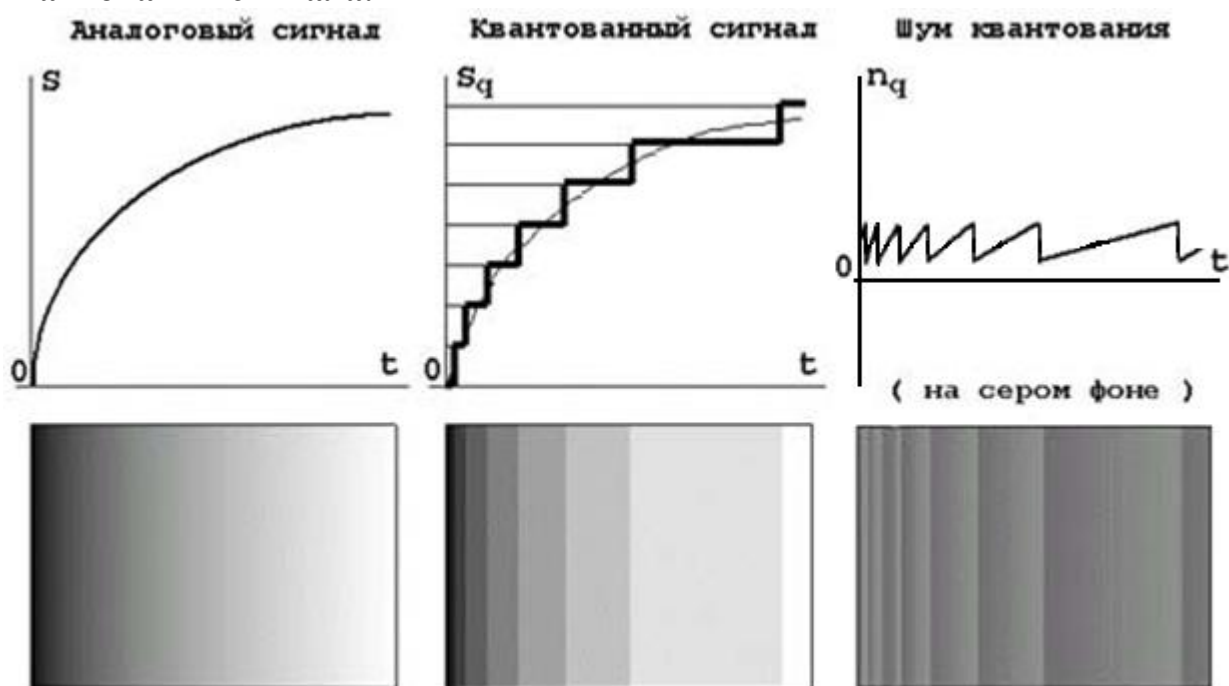 Аналоговый сигнал
Квантованный сигнал
Шум квантования
S
Sq
nq
0
t
0
t
0
t
( на сером фоне )